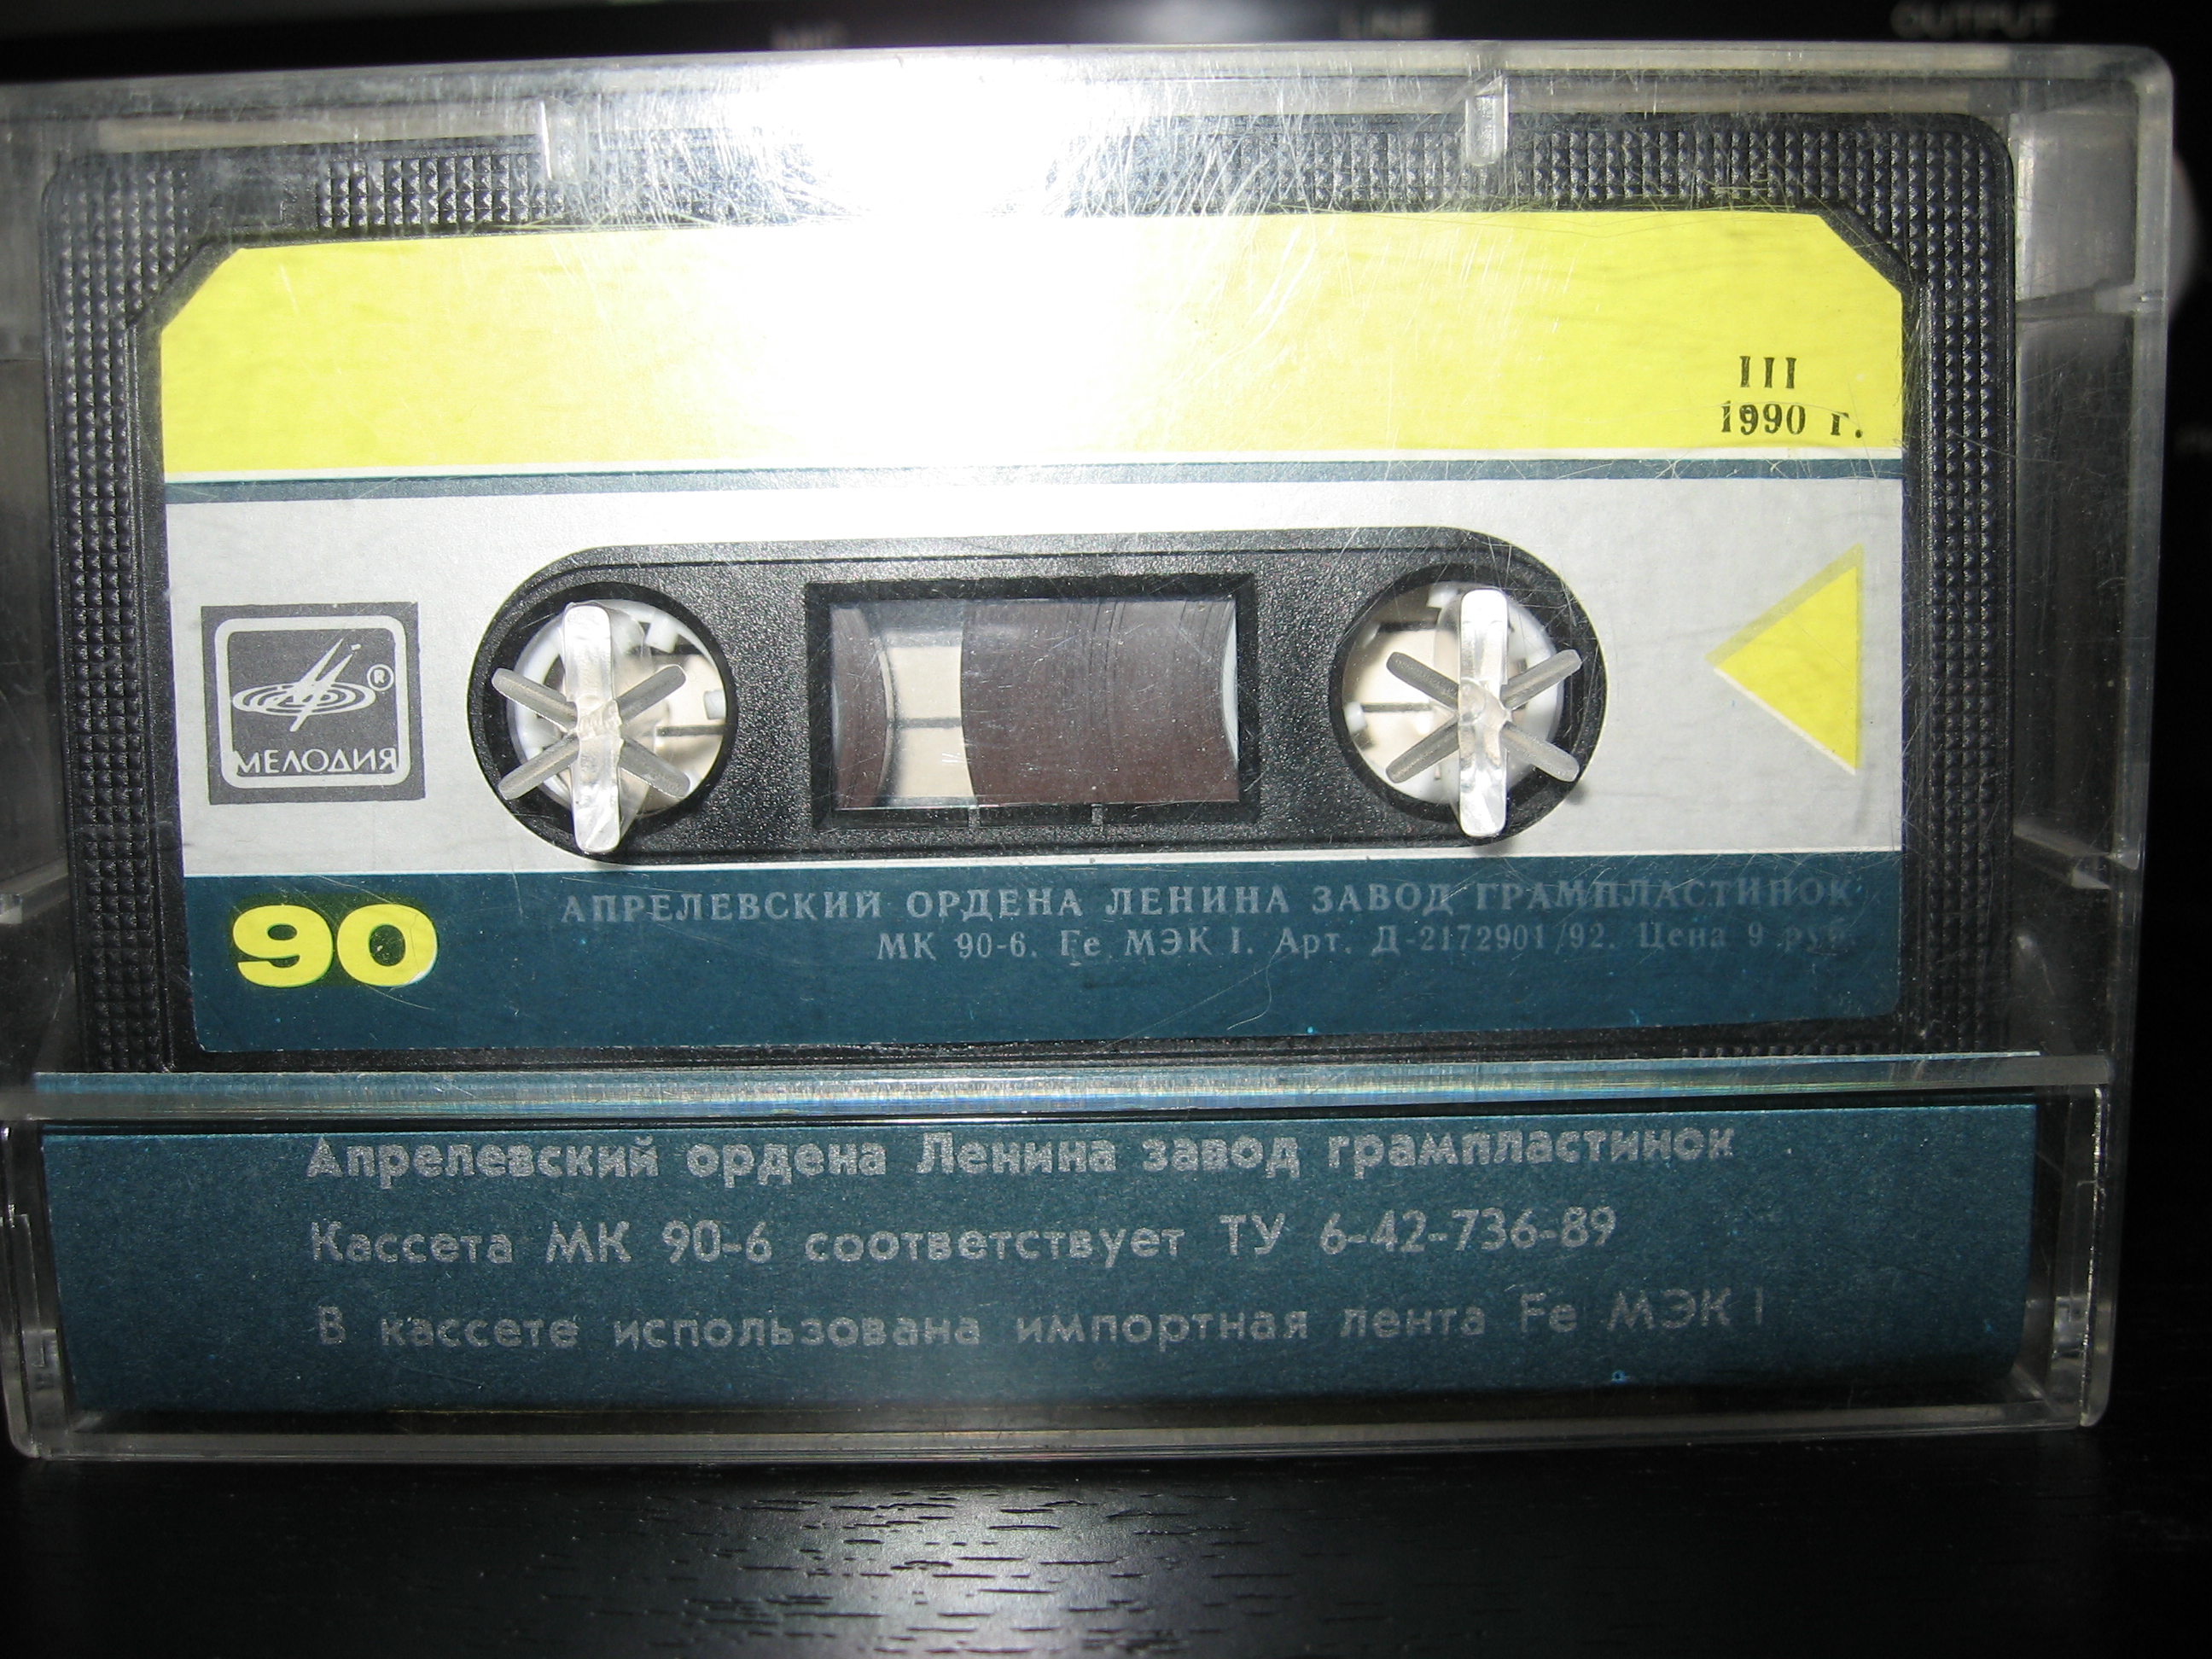 LINE
OUTPUT
III
1990 г.
®
МЕЛОДИЯ
90
АПРЕЛЕВСКИЙ ОРДЕНА ЛЕНИНА ЗАВОД ГРАМПЛАСТИНОК
МК 90-6. Fe МЭК I. Арт. Д-2172901/92. Цена 9 руб.
Апрелевский ордена Ленина завод грампластинок
Кассета МК 90-6 соответствует ТУ 6-42-736-89
В кассете использована импортная лента Fe МЭК I